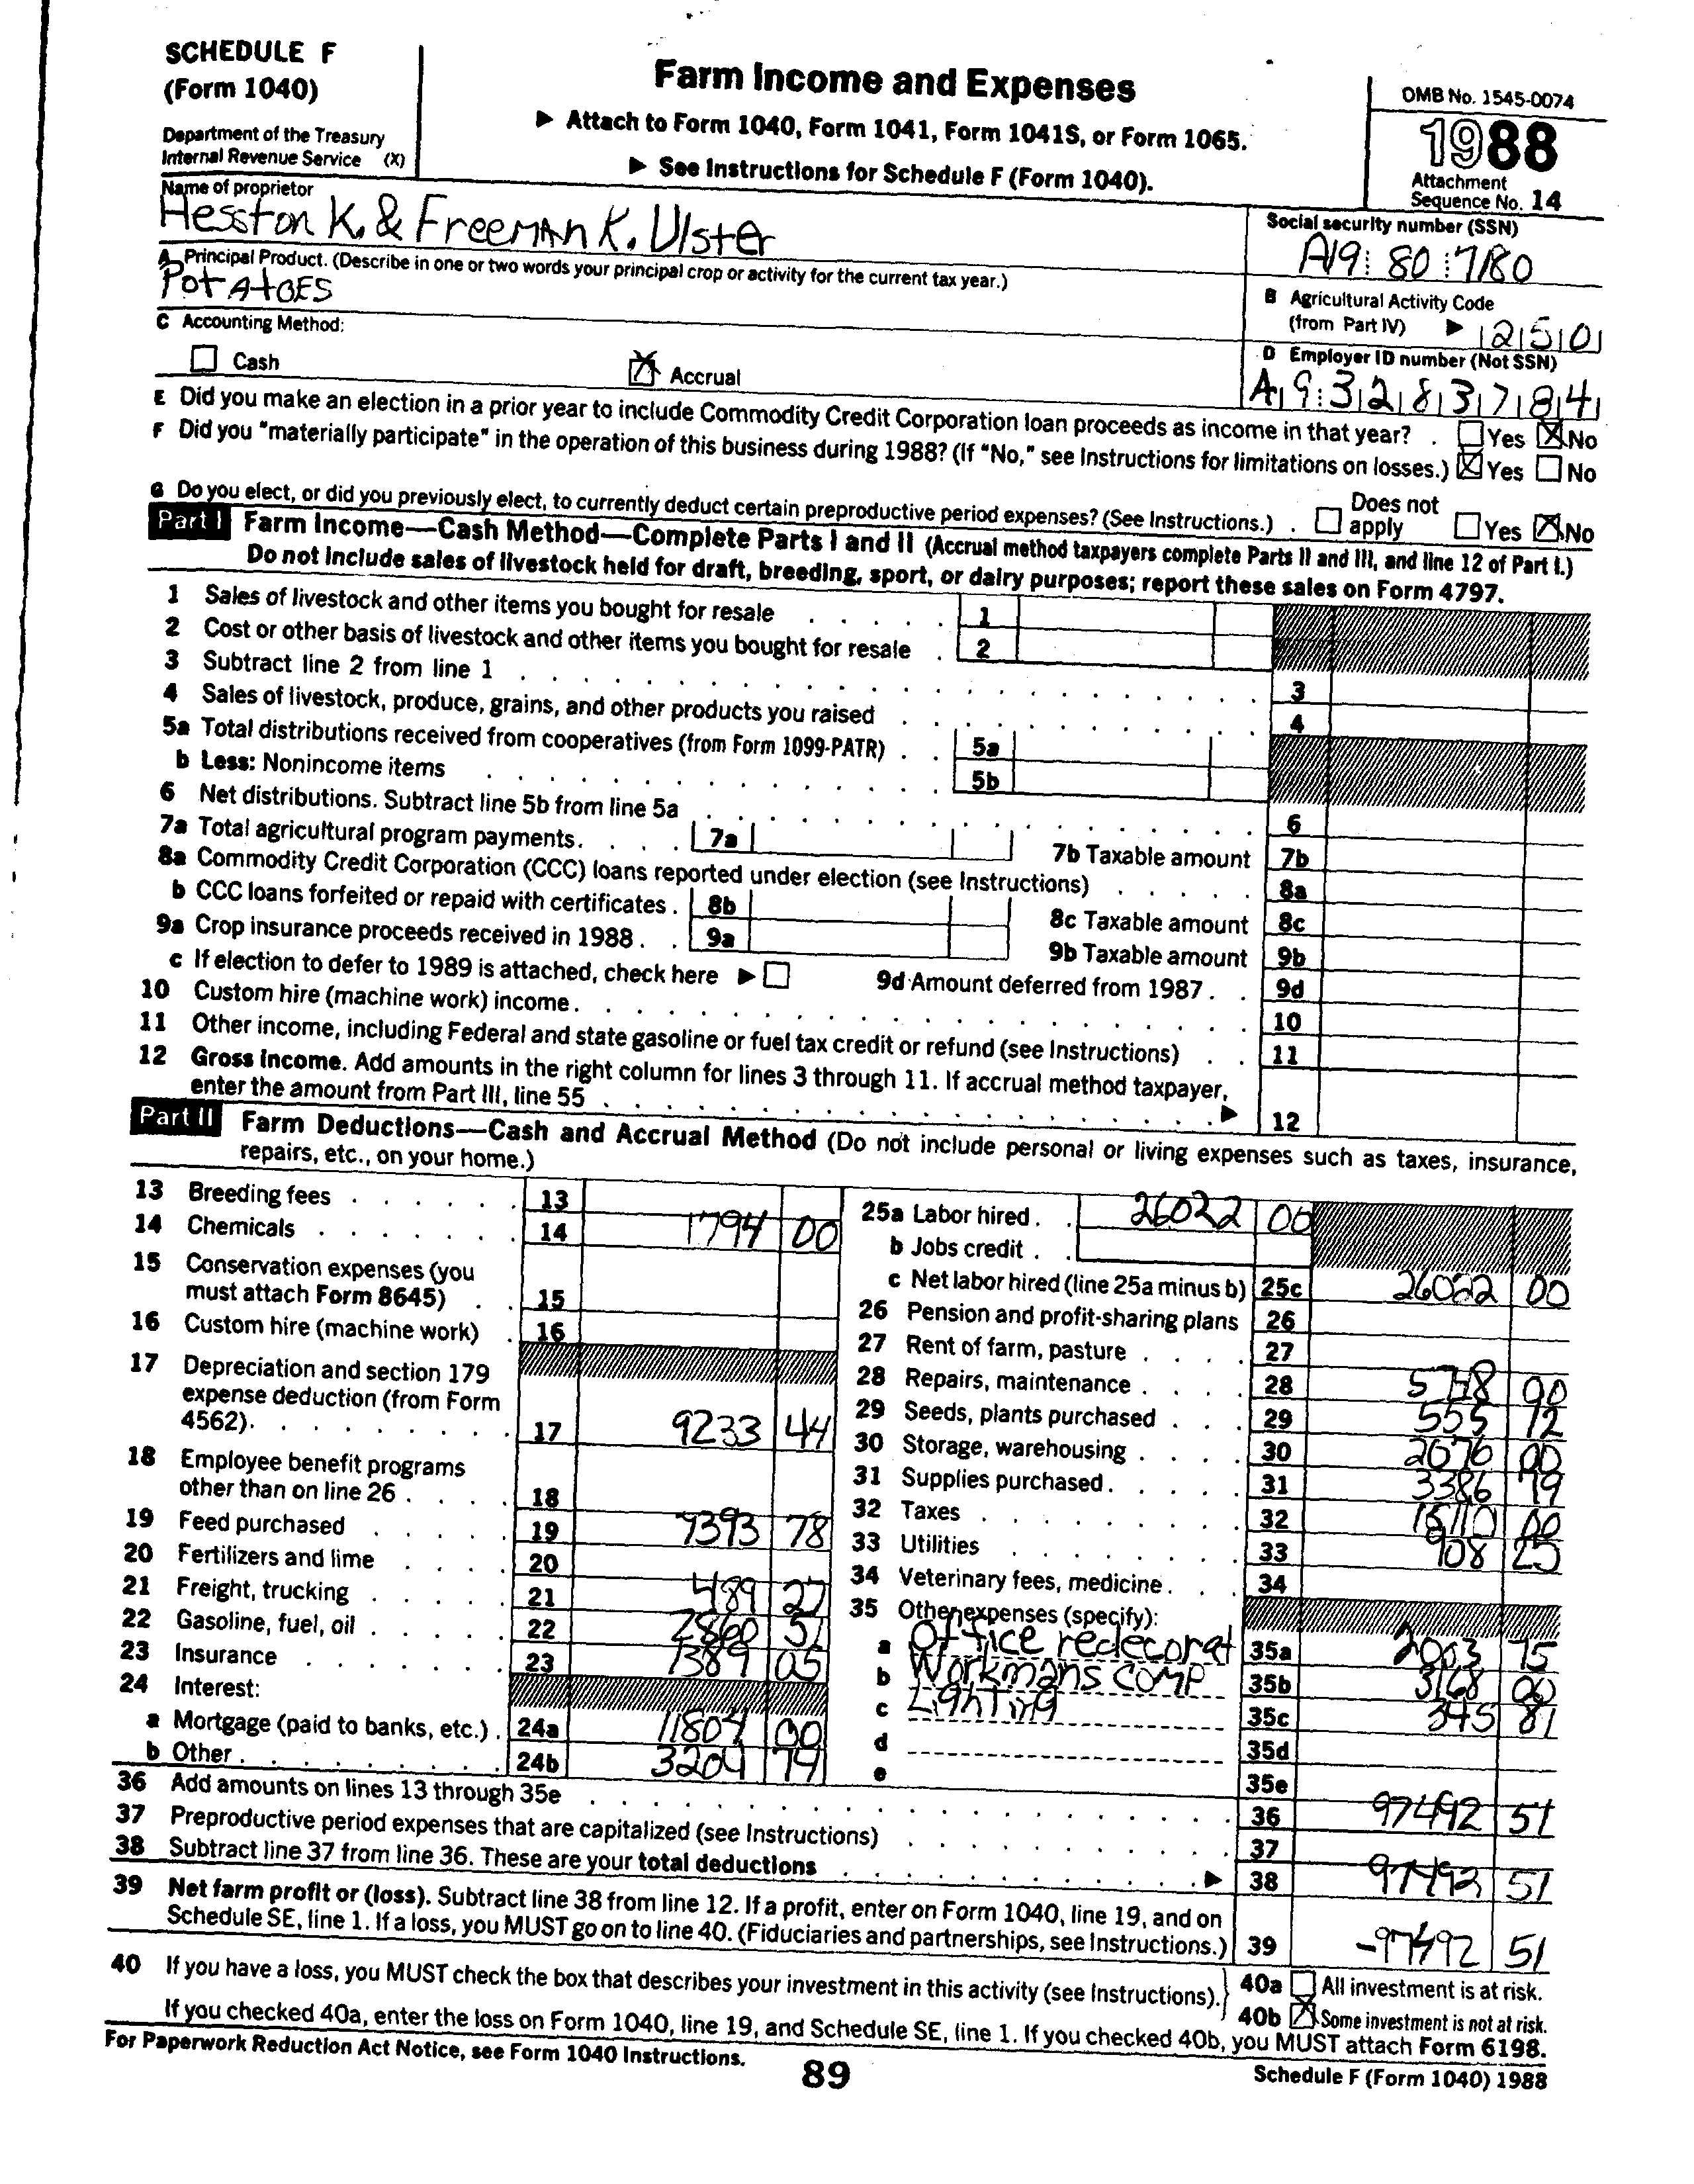 SCHEDULE F
(Form 1040)
Department of the Treasury
Internal Revenue Service (X)
Farm Income and Expenses
▶ Attach to Form 1040, Form 1041, Form 1041S, or Form 1065.
▶ See Instructions for Schedule F (Form 1040).
OMB No. 1545-0074
1988
Attachment
Sequence No. 14
Name of proprietor
Hesston K. & Freeman K. Ulster
Social security number (SSN)
A19: 80 :7180
A Principal Product. (Describe in one or two words your principal crop or activity for the current tax year.)
Potatoes
B Agricultural Activity Code
(from Part IV) ▶ |2|5|0|
C Accounting Method:
Cash
Accrual
D Employer ID number (Not SSN)
A 9 3 2 8 3 7 8 4
E Did you make an election in a prior year to include Commodity Credit Corporation loan proceeds as income in that year? . Yes X No
F Did you "materially participate" in the operation of this business during 1988? (If "No," see Instructions for limitations on losses.) X Yes No
G Do you elect, or did you previously elect, to currently deduct certain preproductive period expenses? (See Instructions.) . Does not apply Yes X No
Part I Farm Income—Cash Method—Complete Parts I and II (Accrual method taxpayers complete Parts II and III, and line 12 of Part I.)
Do not include sales of livestock held for draft, breeding, sport, or dairy purposes; report these sales on Form 4797.
1 Sales of livestock and other items you bought for resale 1
2 Cost or other basis of livestock and other items you bought for resale 2
3 Subtract line 2 from line 1 3
4 Sales of livestock, produce, grains, and other products you raised 4
5a Total distributions received from cooperatives (from Form 1099-PATR) 5a
b Less: Nonincome items 5b
6 Net distributions. Subtract line 5b from line 5a 6
7a Total agricultural program payments. 7a 7b Taxable amount 7b
8a Commodity Credit Corporation (CCC) loans reported under election (see Instructions) 8a
b CCC loans forfeited or repaid with certificates . 8b 8c Taxable amount 8c
9a Crop insurance proceeds received in 1988 . 9a 9b Taxable amount 9b
c If election to defer to 1989 is attached, check here ▶ 9d Amount deferred from 1987 . 9d
10 Custom hire (machine work) income . 10
11 Other income, including Federal and state gasoline or fuel tax credit or refund (see Instructions) 11
12 Gross income. Add amounts in the right column for lines 3 through 11. If accrual method taxpayer,
enter the amount from Part III, line 55 ▶ 12
Part II Farm Deductions—Cash and Accrual Method (Do not include personal or living expenses such as taxes, insurance,
repairs, etc., on your home.)
13 Breeding fees 13
14 Chemicals 14 1794 00
15 Conservation expenses (you
must attach Form 8645) 15
16 Custom hire (machine work) 16
17 Depreciation and section 179
expense deduction (from Form
4562). 17 9233 44
18 Employee benefit programs
other than on line 26 . 18
19 Feed purchased 19 7393 78
20 Fertilizers and lime 20
21 Freight, trucking 21 489 27
22 Gasoline, fuel, oil 22 2860 51
23 Insurance 23 1389 05
24 Interest:
a Mortgage (paid to banks, etc.) . 24a 11804 00
b Other . 24b 3204 79
25a Labor hired . 26022 00
b Jobs credit .
c Net labor hired (line 25a minus b) 25c 26022 00
26 Pension and profit-sharing plans 26
27 Rent of farm, pasture 27
28 Repairs, maintenance 28
29 Seeds, plants purchased 29 555 12
30 Storage, warehousing 30 2076 00
31 Supplies purchased . 31 3386 79
32 Taxes 32
33 Utilities 33 908 25
34 Veterinary fees, medicine . 34
35 Other expenses (specify):
a Office redecorat 35a 2003 75
b Workmans comp 35b 3168 00
c Lighting 35c 345 81
d 35d
e 35e
36 Add amounts on lines 13 through 35e 36 97492 51
37 Preproductive period expenses that are capitalized (see Instructions) 37
38 Subtract line 37 from line 36. These are your total deductions ▶ 38 97492 51
39 Net farm profit or (loss). Subtract line 38 from line 12. If a profit, enter on Form 1040, line 19, and on
Schedule SE, line 1. If a loss, you MUST go on to line 40. (Fiduciaries and partnerships, see Instructions.) 39 -97492 51
40 If you have a loss, you MUST check the box that describes your investment in this activity (see Instructions). 40a All investment is at risk.
40b X Some investment is not at risk.
If you checked 40a, enter the loss on Form 1040, line 19, and Schedule SE, line 1. If you checked 40b, you MUST attach Form 6198.
For Paperwork Reduction Act Notice, see Form 1040 Instructions.
89
Schedule F (Form 1040) 1988